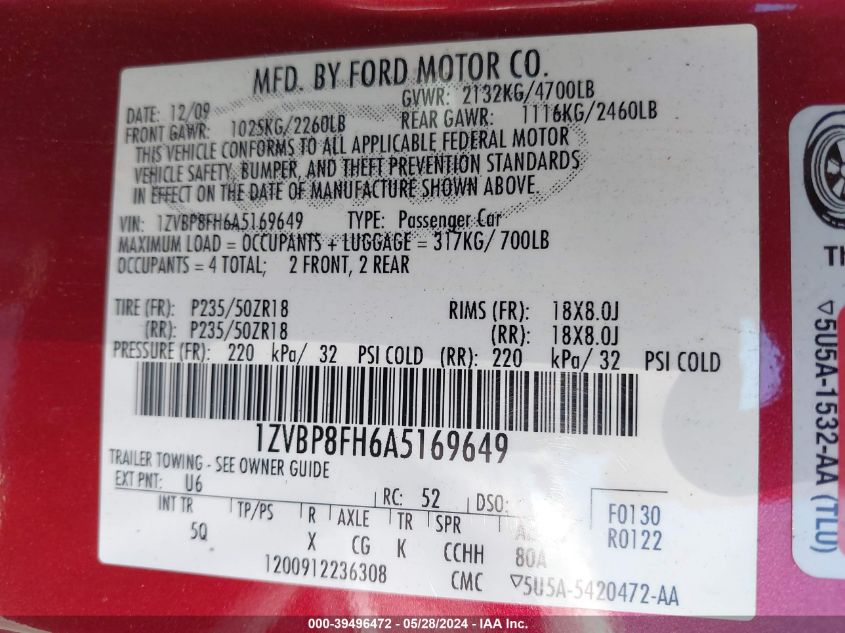 MFD. BY FORD MOTOR CO.
DATE: 12/09 GVWR: 2132KG/4700LB
FRONT GAWR: 1025KG/2260LB REAR GAWR: 1116KG/2460LB
THIS VEHICLE CONFORMS TO ALL APPLICABLE FEDERAL MOTOR
VEHICLE SAFETY, BUMPER, AND THEFT PREVENTION STANDARDS
IN EFFECT ON THE DATE OF MANUFACTURE SHOWN ABOVE.
VIN: 1ZVBP8FH6A5169649 TYPE: Passenger Car
MAXIMUM LOAD = OCCUPANTS + LUGGAGE = 317KG/ 700LB
OCCUPANTS = 4 TOTAL; 2 FRONT, 2 REAR
TIRE (FR): P235/50ZR18 RIMS (FR): 18X8.0J
(RR): P235/50ZR18 (RR): 18X8.0J
PRESSURE (FR): 220 kPa/ 32 PSI COLD (RR): 220 kPa/ 32 PSI COLD
1ZVBP8FH6A5169649
TRAILER TOWING - SEE OWNER GUIDE
EXT PNT: U6 RC: 52 DSO:
INT TR TP/PS R AXLE TR SPR F0130
5Q X CG K CCHH 80A R0122
1200912236308 CMC ▽5U5A-5420472-AA
TH
▽5U5A-1532-AA (TLU)
000-39496472 - 05/28/2024 - IAA Inc.